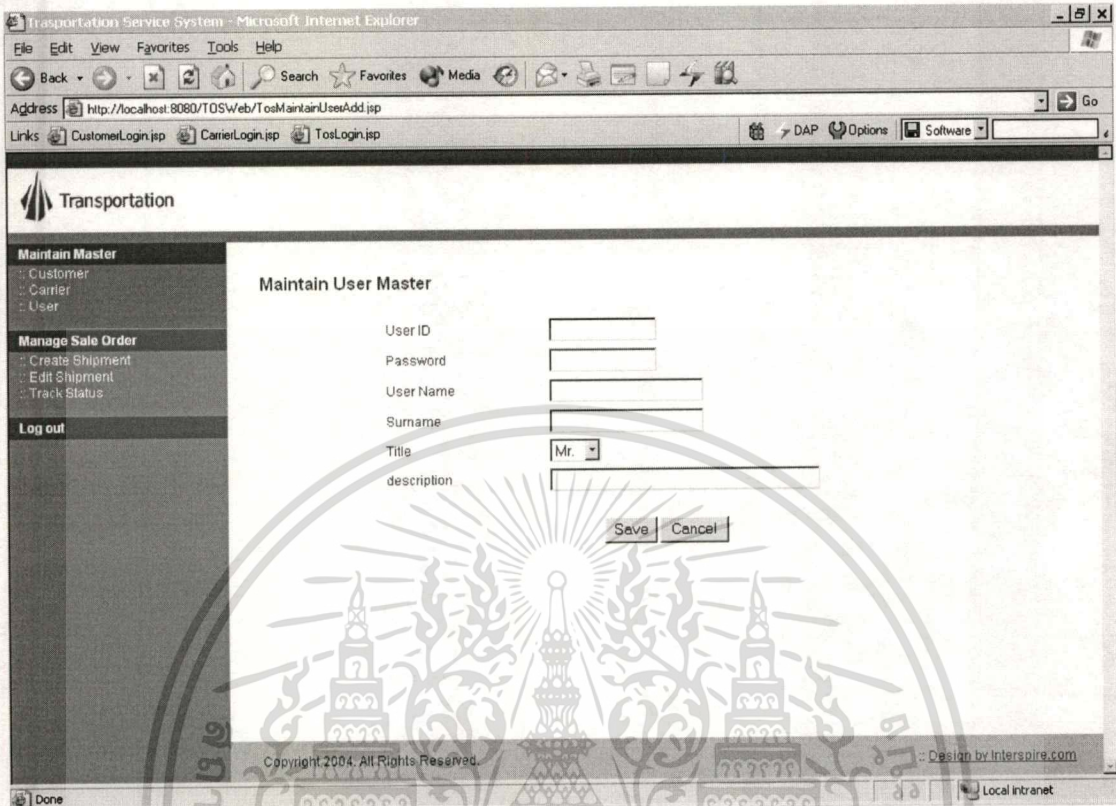 Trasportation Service System - Microsoft Internet Explorer
File Edit View Favorites Tools Help
Back Search Favorites Media
Address http://localhost:8080/TOSWeb/TosMaintainUserAdd.jsp Go
Links CustomerLogin.jsp CarrierLogin.jsp TosLogin.jsp DAP Options Software
Transportation
Maintain Master
:: Customer
:: Carrier
:: User
Manage Sale Order
:: Create Shipment
:: Edit Shipment
:: Track Status
Log out
Maintain User Master
User ID
Password
User Name
Surname
Title Mr.
description
Save Cancel
Copyright 2004. All Rights Reserved.
:: Design by Interspire.com
Done
Local intranet